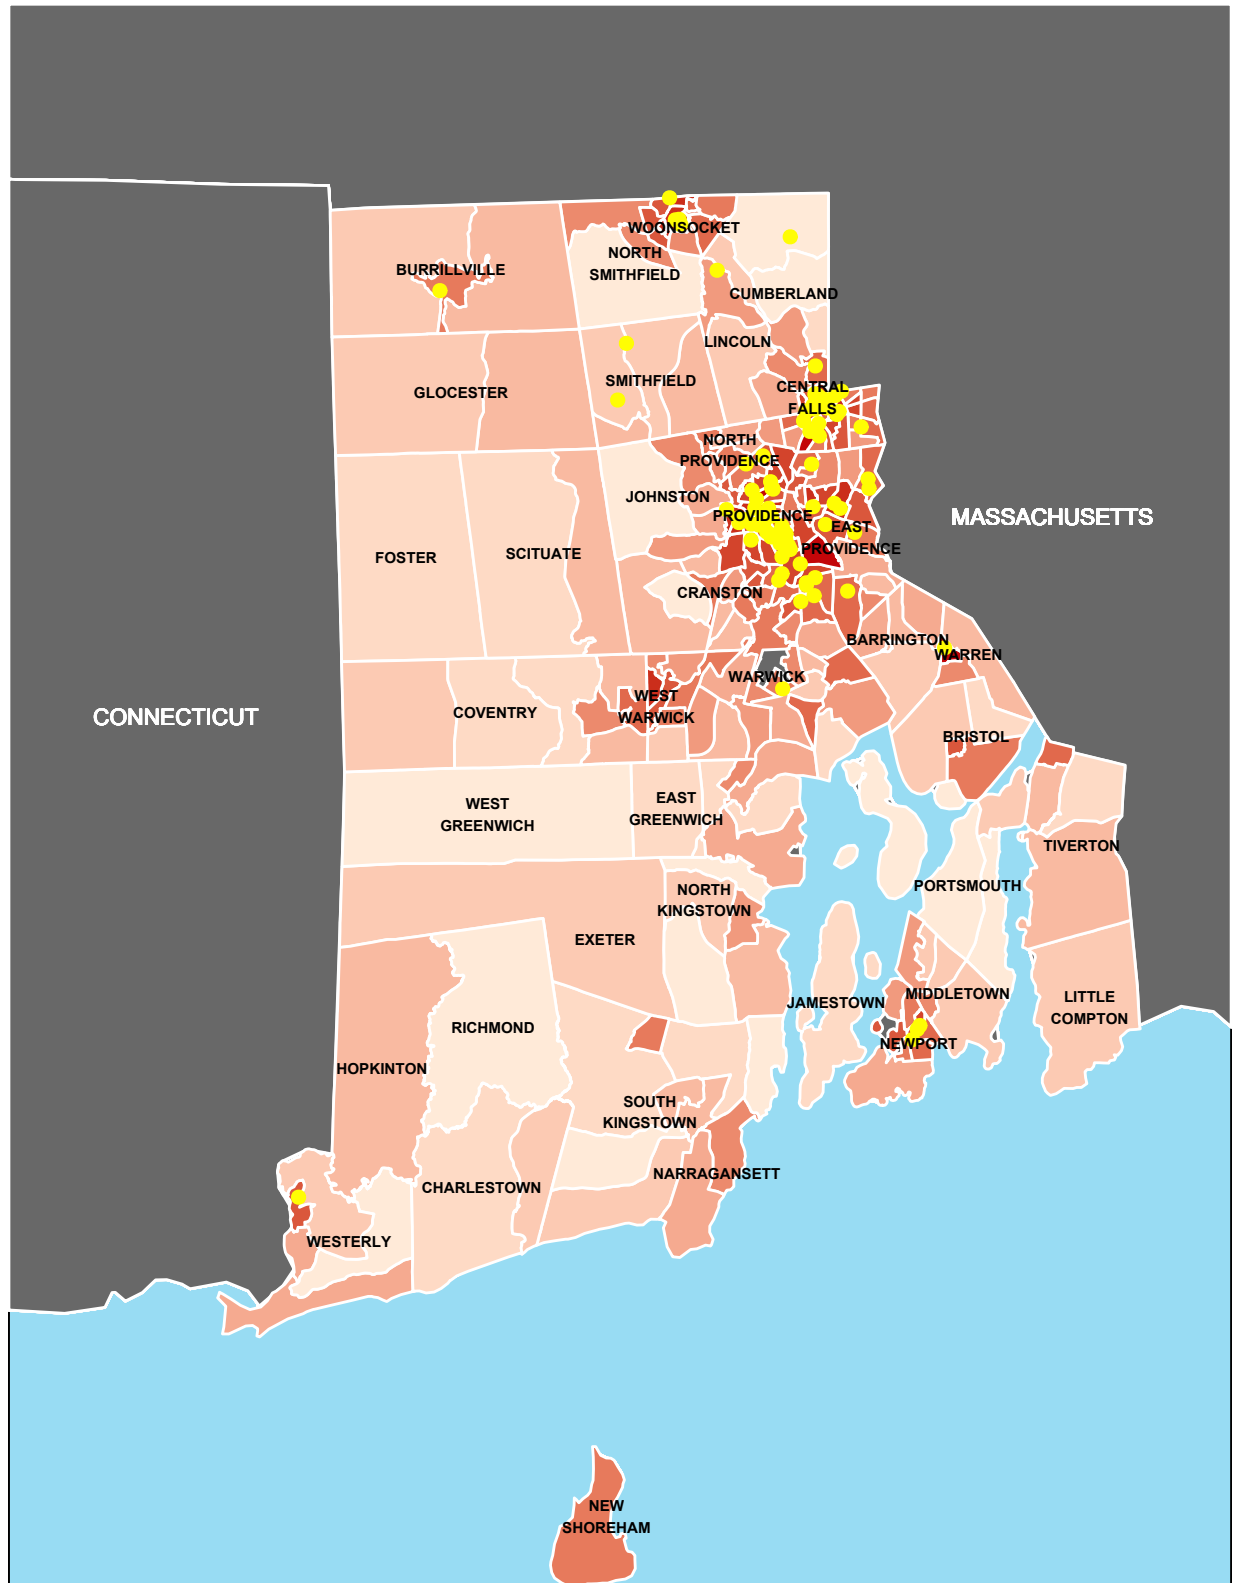 WOONSOCKET
NORTH
SMITHFIELD
BURRILLVILLE
CUMBERLAND
LINCOLN
SMITHFIELD
GLOCESTER
CENTRAL
FALLS
NORTH
PROVIDENCE
JOHNSTON
PROVIDENCE
MASSACHUSETTS
EAST
PROVIDENCE
FOSTER
SCITUATE
CRANSTON
BARRINGTON
WARREN
WARWICK
WEST
WARWICK
COVENTRY
CONNECTICUT
BRISTOL
WEST
GREENWICH
EAST
GREENWICH
TIVERTON
PORTSMOUTH
NORTH
KINGSTOWN
EXETER
JAMESTOWN
MIDDLETOWN
LITTLE
COMPTON
RICHMOND
NEWPORT
HOPKINTON
SOUTH
KINGSTOWN
NARRAGANSETT
CHARLESTOWN
WESTERLY
NEW
SHOREHAM